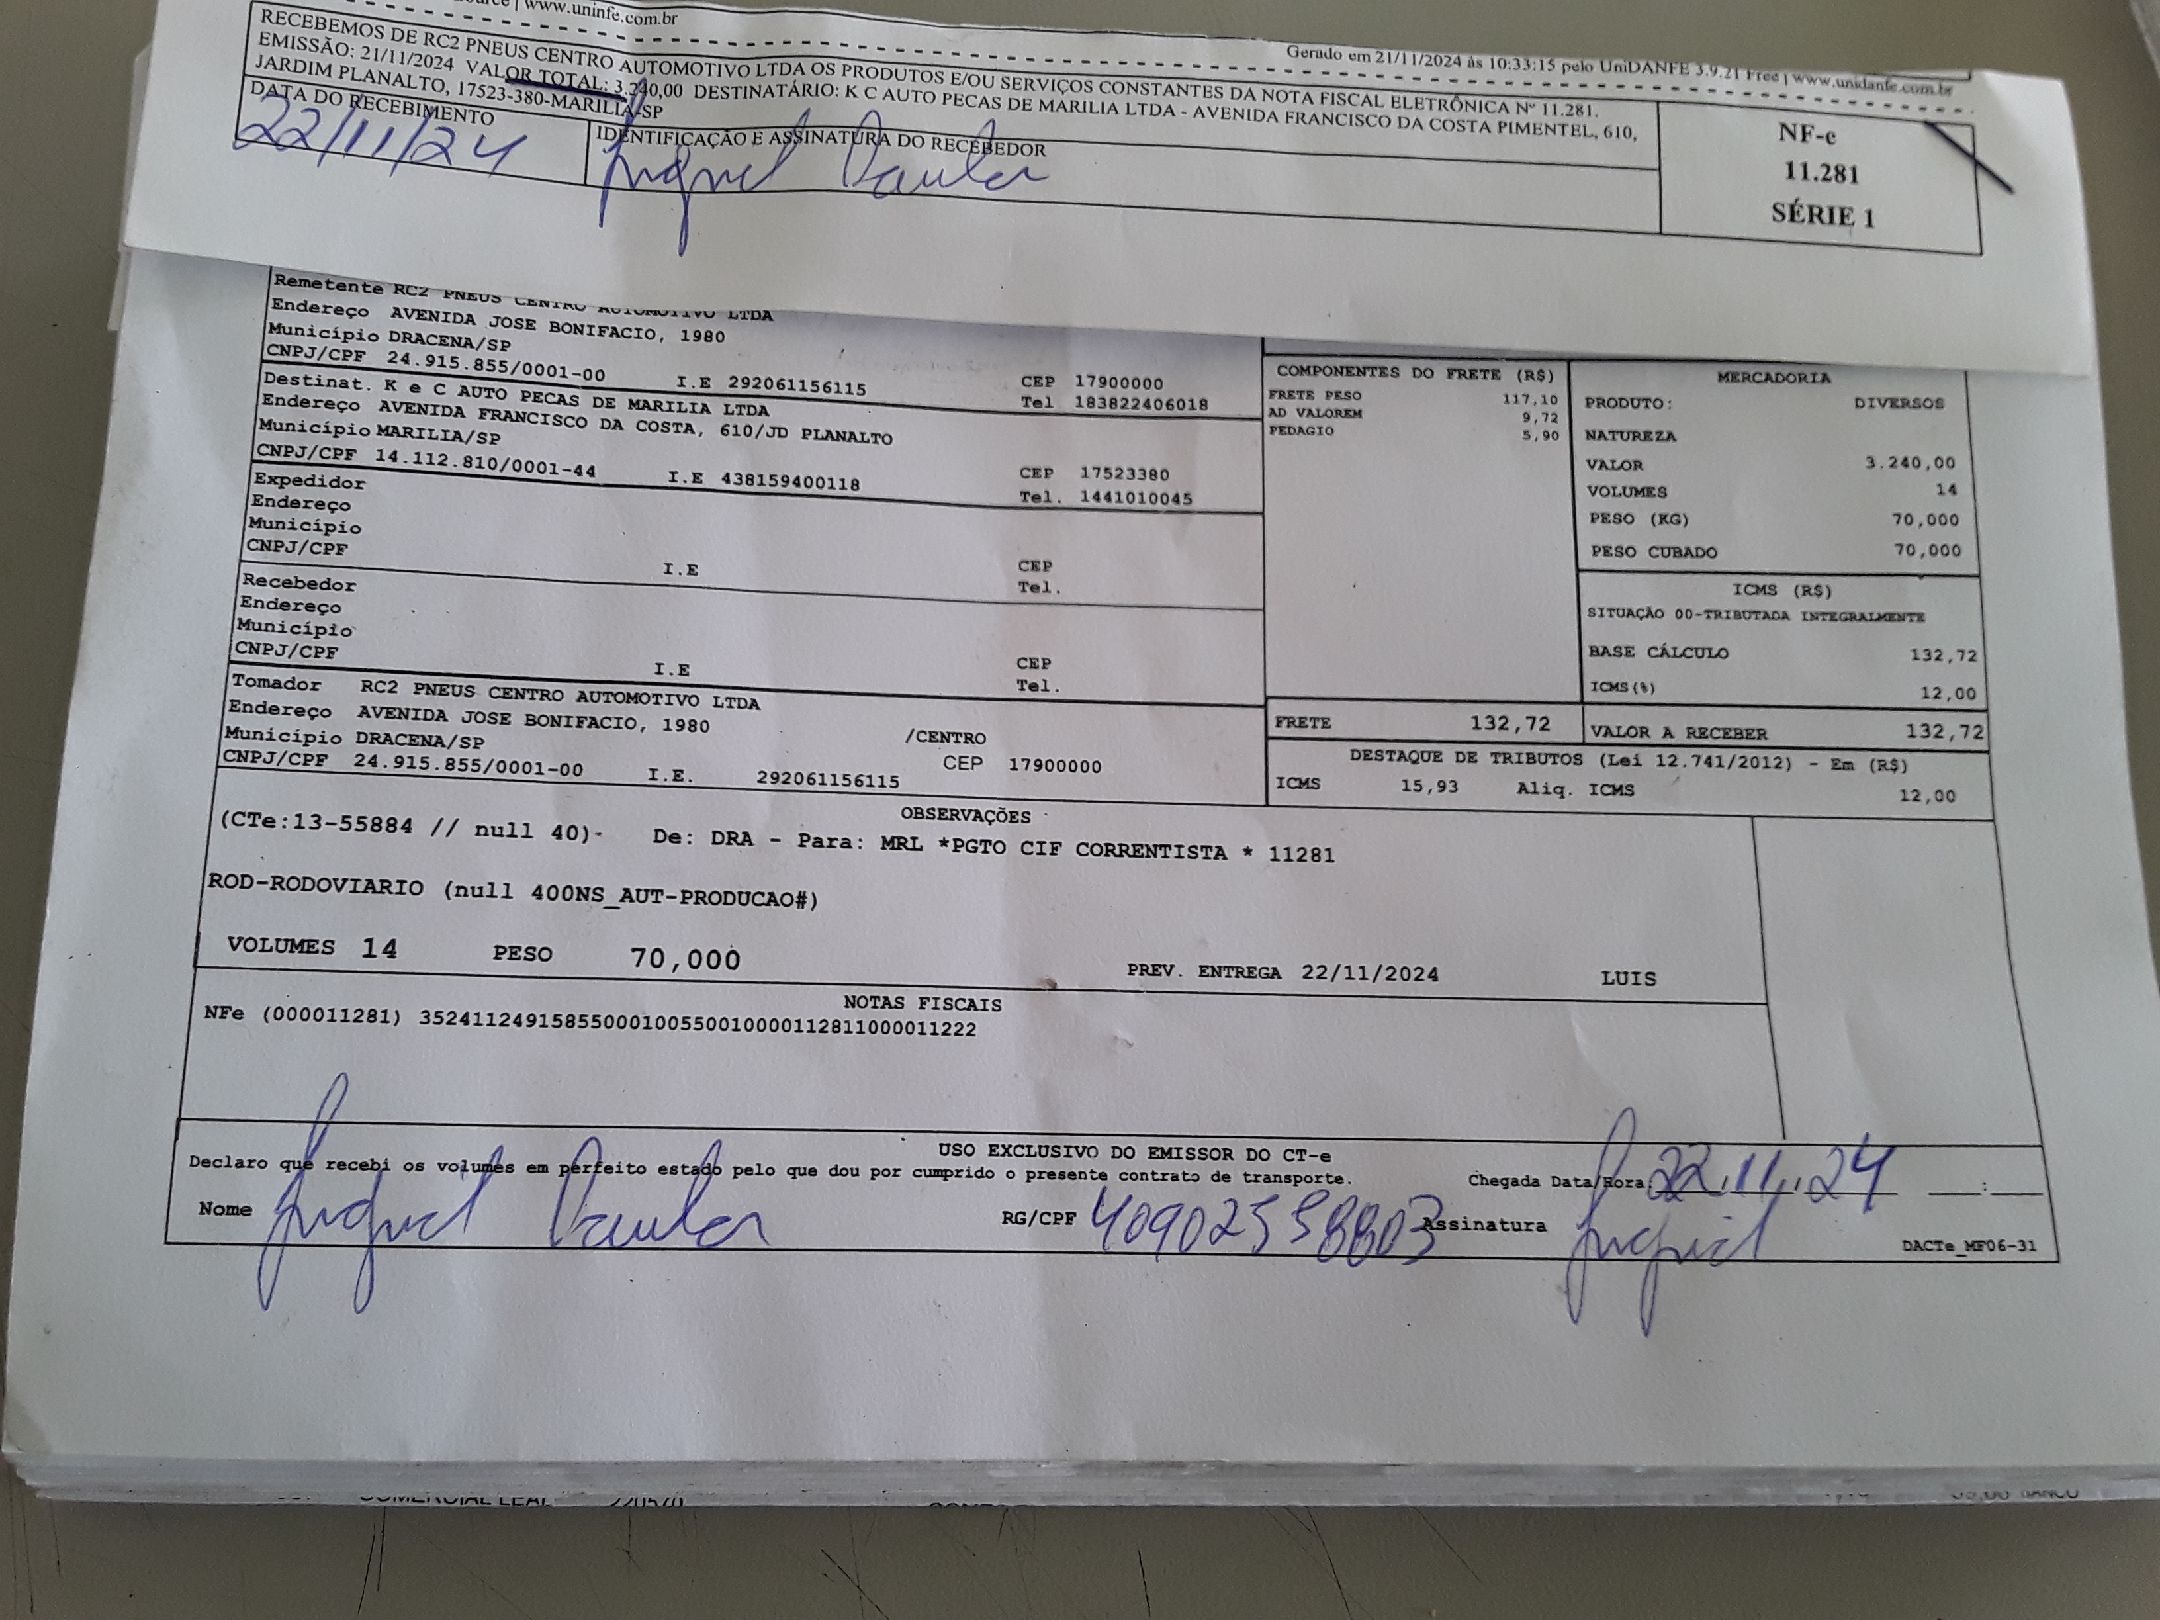 www.uninfe.com.br
Gerado em 21/11/2024 às 10:33:15 pelo UniDANFE 3.9.21 Free | www.unidanfe.com.br
RECEBEMOS DE RC2 PNEUS CENTRO AUTOMOTIVO LTDA OS PRODUTOS E/OU SERVIÇOS CONSTANTES DA NOTA FISCAL ELETRÔNICA Nº 11.281.
EMISSÃO: 21/11/2024 VALOR TOTAL: 3.240,00 DESTINATÁRIO: K C AUTO PECAS DE MARILIA LTDA - AVENIDA FRANCISCO DA COSTA PIMENTEL, 610,
JARDIM PLANALTO, 17523-380-MARILIA-SP
DATA DO RECEBIMENTO
22/11/24
IDENTIFICAÇÃO E ASSINATURA DO RECEBEDOR
NF-e
11.281
SÉRIE 1
Remetente RC2 PNEUS CENTRO AUTOMOTIVO LTDA
Endereço AVENIDA JOSE BONIFACIO, 1980
Município DRACENA/SP
CEP 17900000
CNPJ/CPF 24.915.855/0001-00 I.E 292061156115 Tel 183822406018
Destinat. K e C AUTO PECAS DE MARILIA LTDA
Endereço AVENIDA FRANCISCO DA COSTA, 610/JD PLANALTO
Município MARILIA/SP CEP 17523380
CNPJ/CPF 14.112.810/0001-44 I.E 438159400118 Tel. 1441010045
Expedidor
Endereço
Município CEP
CNPJ/CPF I.E Tel.
Recebedor
Endereço
Município CEP
CNPJ/CPF I.E Tel.
Tomador RC2 PNEUS CENTRO AUTOMOTIVO LTDA
Endereço AVENIDA JOSE BONIFACIO, 1980 /CENTRO
Município DRACENA/SP CEP 17900000
CNPJ/CPF 24.915.855/0001-00 I.E. 292061156115
COMPONENTES DO FRETE (R$)
FRETE PESO 117,10
AD VALOREM 9,72
PEDAGIO 5,90
MERCADORIA
PRODUTO: DIVERSOS
NATUREZA
VALOR 3.240,00
VOLUMES 14
PESO (KG) 70,000
PESO CUBADO 70,000
ICMS (R$)
SITUAÇÃO 00-TRIBUTADA INTEGRALMENTE
BASE CÁLCULO 132,72
ICMS(%) 12,00
FRETE 132,72 VALOR A RECEBER 132,72
DESTAQUE DE TRIBUTOS (Lei 12.741/2012) - Em (R$)
ICMS 15,93 Aliq. ICMS 12,00
OBSERVAÇÕES
(CTe:13-55884 // null 40)- De: DRA - Para: MRL *PGTO CIF CORRENTISTA * 11281
ROD-RODOVIARIO (null 400NS_AUT-PRODUCAO#)
VOLUMES 14 PESO 70,000 PREV. ENTREGA 22/11/2024 LUIS
NOTAS FISCAIS
NFe (000011281) 35241124915855000100550010000112811000011222
USO EXCLUSIVO DO EMISSOR DO CT-e
Declaro que recebi os volumes em perfeito estado pelo que dou por cumprido o presente contrato de transporte.
Chegada Data/Hora 22.11.24 __:__
Nome
RG/CPF 40902558803
Assinatura
DACTe_MF06-31
COMERCIAL LEAL 220570